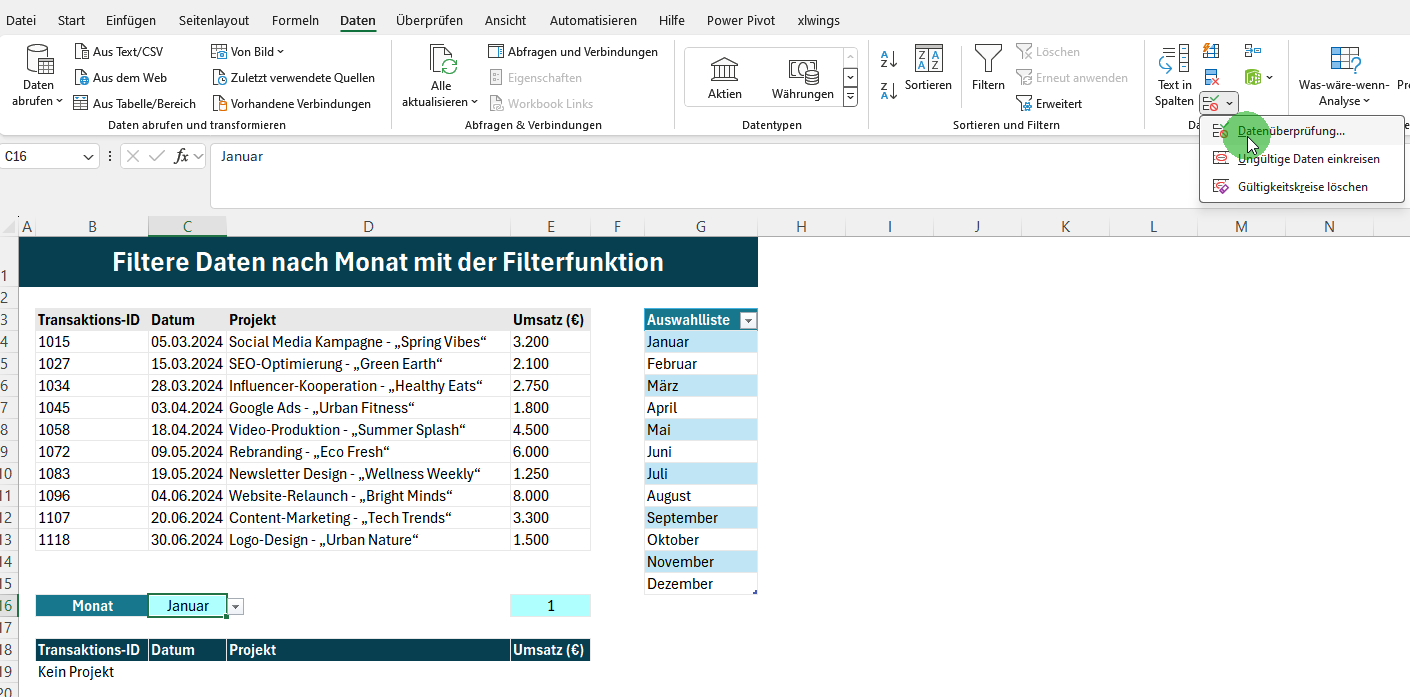 Datei Start Einfügen Seitenlayout Formeln Daten Überprüfen Ansicht Automatisieren Hilfe Power Pivot xlwings
Daten abrufen
Aus Text/CSV
Aus dem Web
Aus Tabelle/Bereich
Von Bild
Zuletzt verwendete Quellen
Vorhandene Verbindungen
Daten abrufen und transformieren
Alle
aktualisieren
Abfragen und Verbindungen
Eigenschaften
Workbook Links
Abfragen & Verbindungen
Aktien
Währungen
Datentypen
Sortieren
Filtern
Löschen
Erneut anwenden
Erweitert
Sortieren und Filtern
Text in
Spalten
Was-wäre-wenn-
Analyse
Datenüberprüfung...
Ungültige Daten einkreisen
Gültigkeitskreise löschen
C16 fx Januar
A B C D E F G H I J K L M N
1 Filtere Daten nach Monat mit der Filterfunktion
2
3 Transaktions-ID Datum Projekt Umsatz (€) Auswahlliste
4 1015 05.03.2024 Social Media Kampagne - „Spring Vibes“ 3.200 Januar
5 1027 15.03.2024 SEO-Optimierung - „Green Earth“ 2.100 Februar
6 1034 28.03.2024 Influencer-Kooperation - „Healthy Eats“ 2.750 März
7 1045 03.04.2024 Google Ads - „Urban Fitness“ 1.800 April
8 1058 18.04.2024 Video-Produktion - „Summer Splash“ 4.500 Mai
9 1072 09.05.2024 Rebranding - „Eco Fresh“ 6.000 Juni
10 1083 19.05.2024 Newsletter Design - „Wellness Weekly“ 1.250 Juli
11 1096 04.06.2024 Website-Relaunch - „Bright Minds“ 8.000 August
12 1107 20.06.2024 Content-Marketing - „Tech Trends“ 3.300 September
13 1118 30.06.2024 Logo-Design - „Urban Nature“ 1.500 Oktober
14 November
15 Dezember
16 Monat Januar 1
17
18 Transaktions-ID Datum Projekt Umsatz (€)
19 Kein Projekt
20